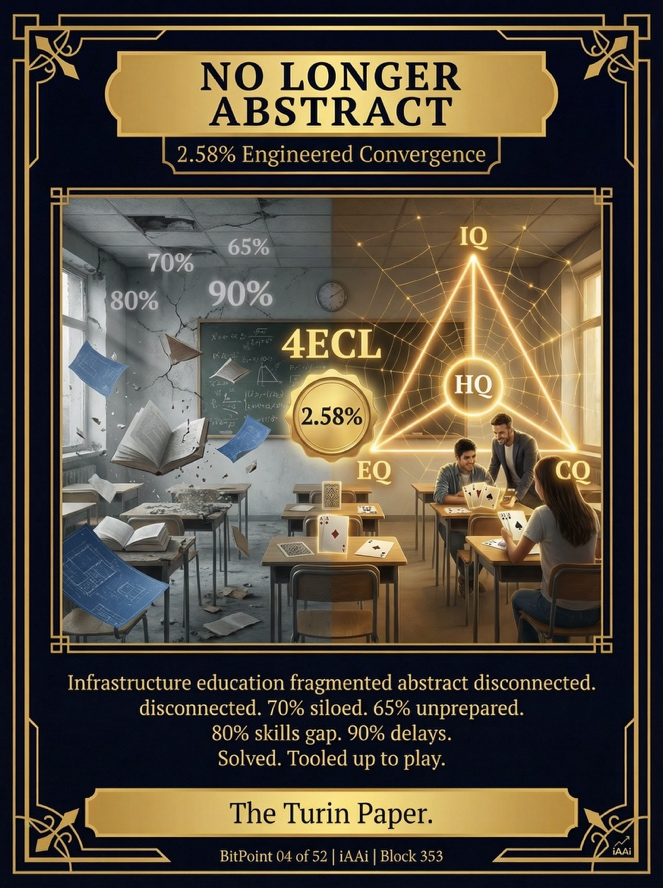 NO LONGER
ABSTRACT
2.58% Engineered Convergence
65%
70%
80%
90%
IQ
4ECL
2.58%
HQ
EQ
CQ
Infrastructure education fragmented abstract disconnected.
disconnected. 70% siloed. 65% unprepared.
80% skills gap. 90% delays.
Solved. Tooled up to play.
The Turin Paper.
BitPoint 04 of 52 | iAAi | Block 353
iAAi